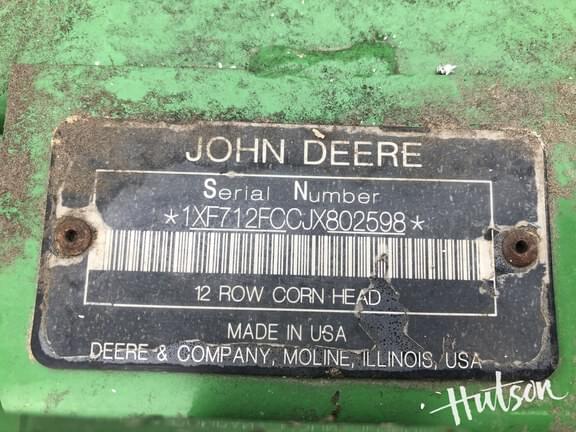 JOHN DEERE
Serial Number
*1XF712FCCJX802598*
12 ROW CORN HEAD
MADE IN USA
DEERE & COMPANY, MOLINE, ILLINOIS, USA
Hutson